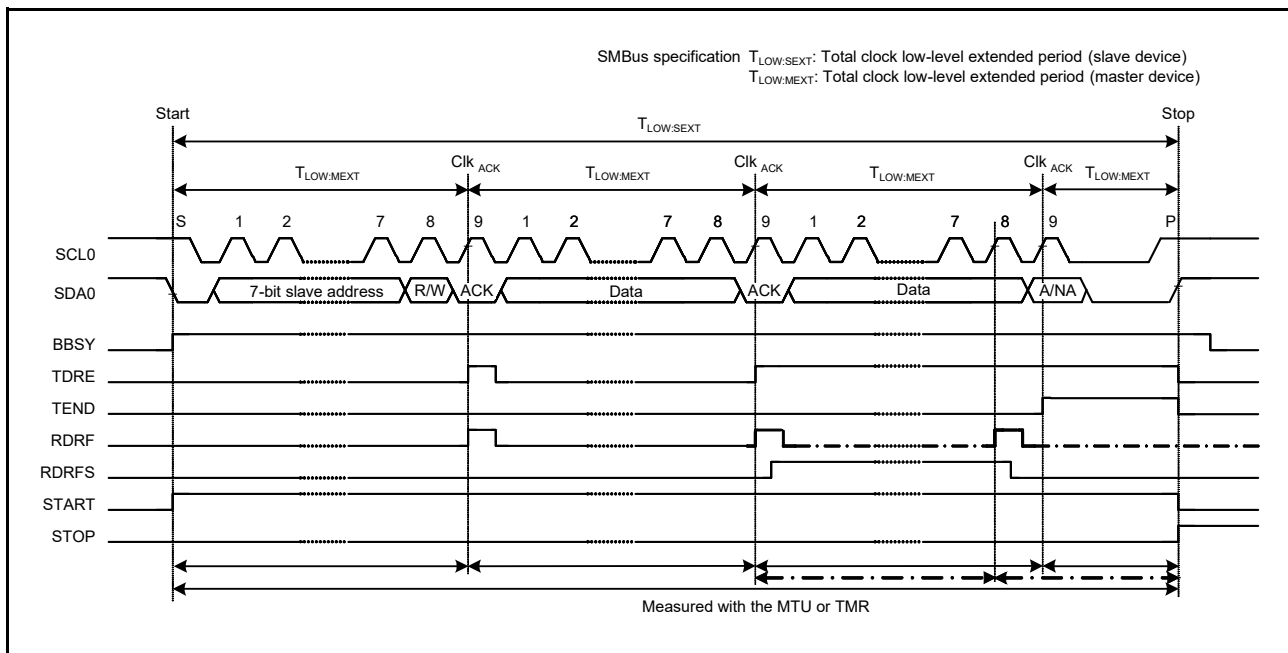 SMBus specification T_LOW:SEXT: Total clock low-level extended period (slave device)
T_LOW:MEXT: Total clock low-level extended period (master device)
Start Stop
T_LOW:SEXT
Clk ACK Clk ACK Clk ACK
T_LOW:MEXT T_LOW:MEXT T_LOW:MEXT T_LOW:MEXT
S 1 2 7 8 9 1 2 7 8 9 1 2 7 8 9 P
SCL0
SDA0 7-bit slave address R/W ACK Data ACK Data A/NA
BBSY
TDRE
TEND
RDRF
RDRFS
START
STOP
Measured with the MTU or TMR